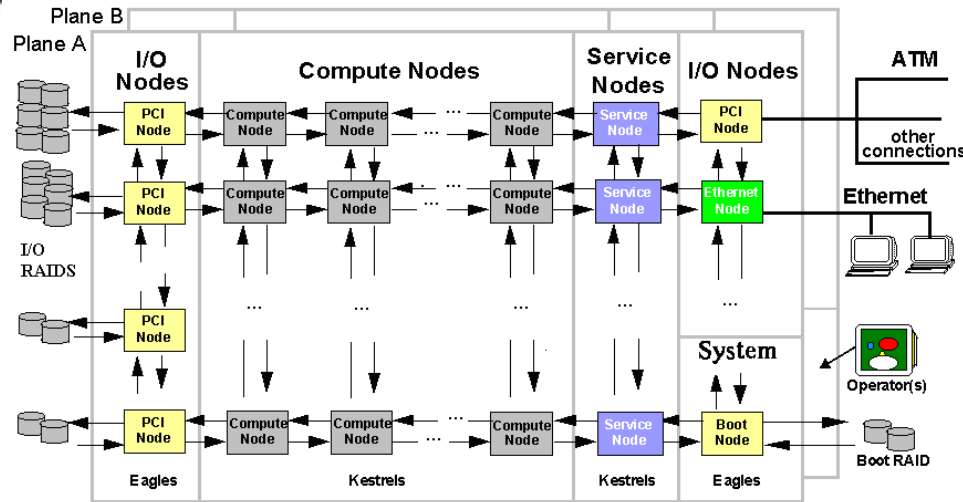 Plane B
Plane A
I/O
Nodes
Compute Nodes
Service
Nodes
I/O Nodes
ATM
other
connections
Ethernet
PCI
Node
Compute
Node
Compute
Node
...
...
Compute
Node
Service
Node
PCI
Node
PCI
Node
Compute
Node
Compute
Node
...
...
Compute
Node
Service
Node
Ethernet
Node
I/O
RAIDS
...
...
...
...
PCI
Node
System
Operator(s)
PCI
Node
Compute
Node
Compute
Node
...
...
Compute
Node
Service
Node
Boot
Node
Boot RAID
Eagles
Kestrels
Kestrels
Eagles